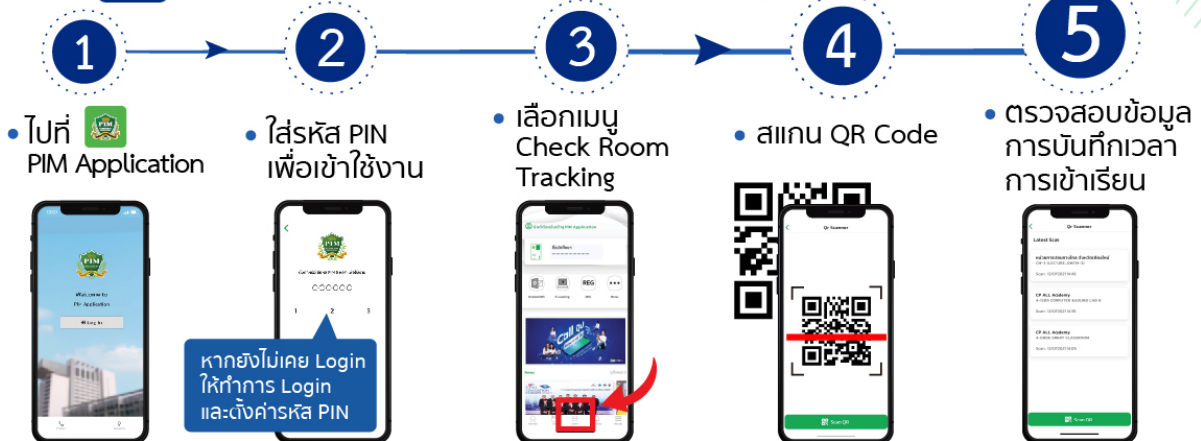 1
2
3
4
5
ไปที่
PIM Application
ใส่รหัส PIN
เพื่อเข้าใช้งาน
เลือกเมนู
Check Room
Tracking
สแกน QR Code
ตรวจสอบข้อมูล
การบันทึกเวลา
การเข้าเรียน
PIM
Welcome to
PIM Application
Log In
PIM
1 2 3
หากยังไม่เคย Login
ให้ทำการ Login
และตั้งค่ารหัส PIN
REG
Qr Scanner
Scan QR
Qr Scanner
Latest Scan
CP ALL Academy
CP ALL Academy
Scan QR